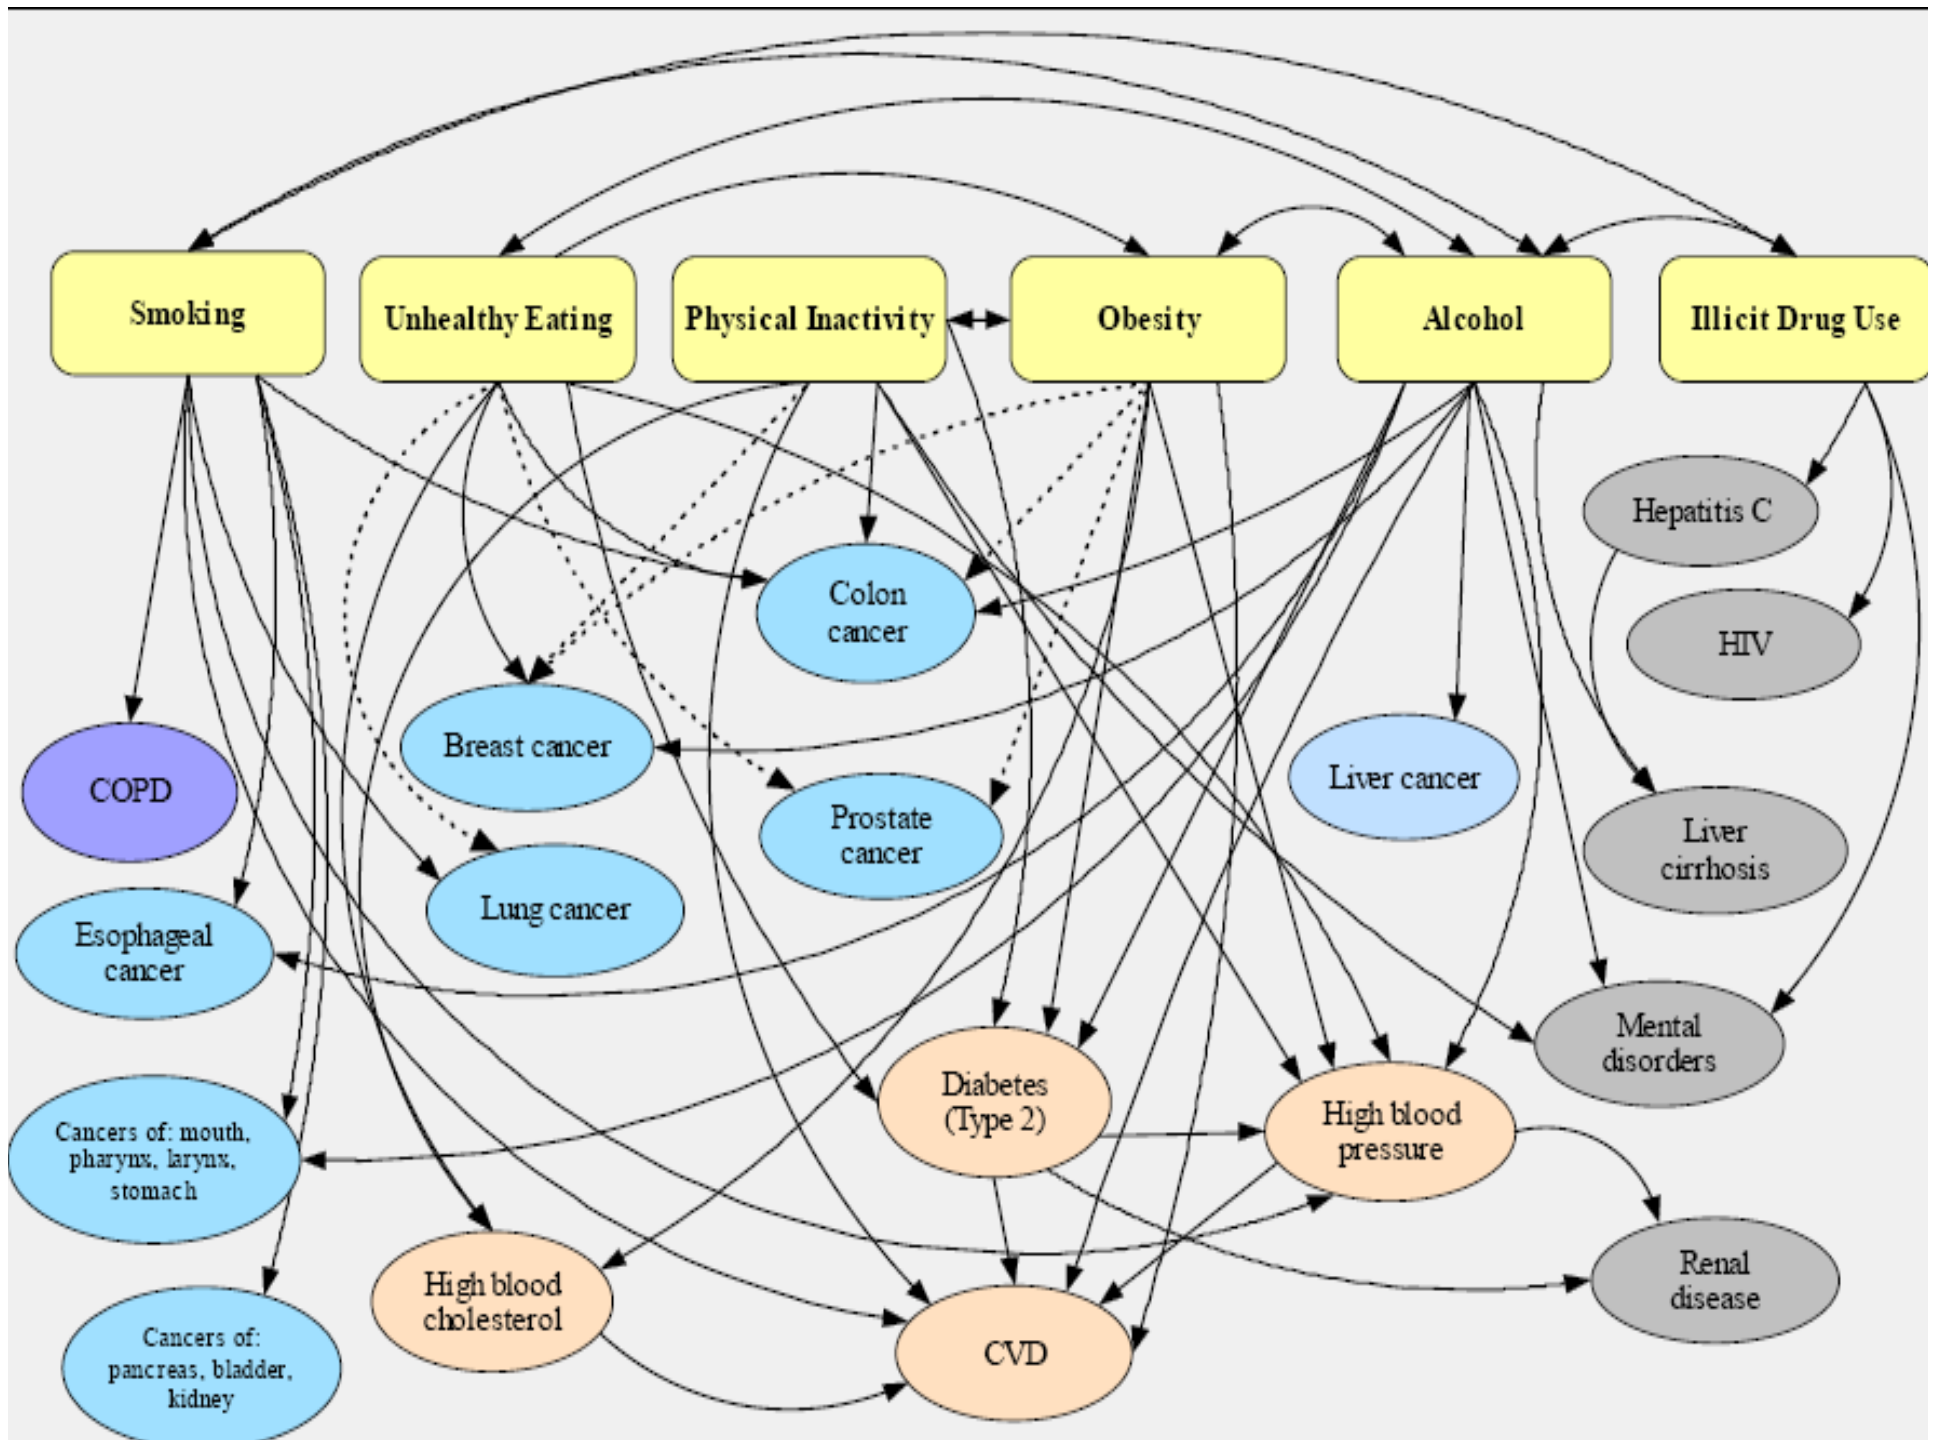 Smoking
Unhealthy Eating
Physical Inactivity
Obesity
Alcohol
Illicit Drug Use
Hepatitis C
Colon
cancer
HIV
Breast cancer
Liver cancer
COPD
Prostate
cancer
Liver
cirrhosis
Lung cancer
Esophageal
cancer
Mental
disorders
Diabetes
(Type 2)
High blood
pressure
Cancers of: mouth,
pharynx, larynx,
stomach
High blood
cholesterol
Renal
disease
CVD
Cancers of:
pancreas, bladder,
kidney